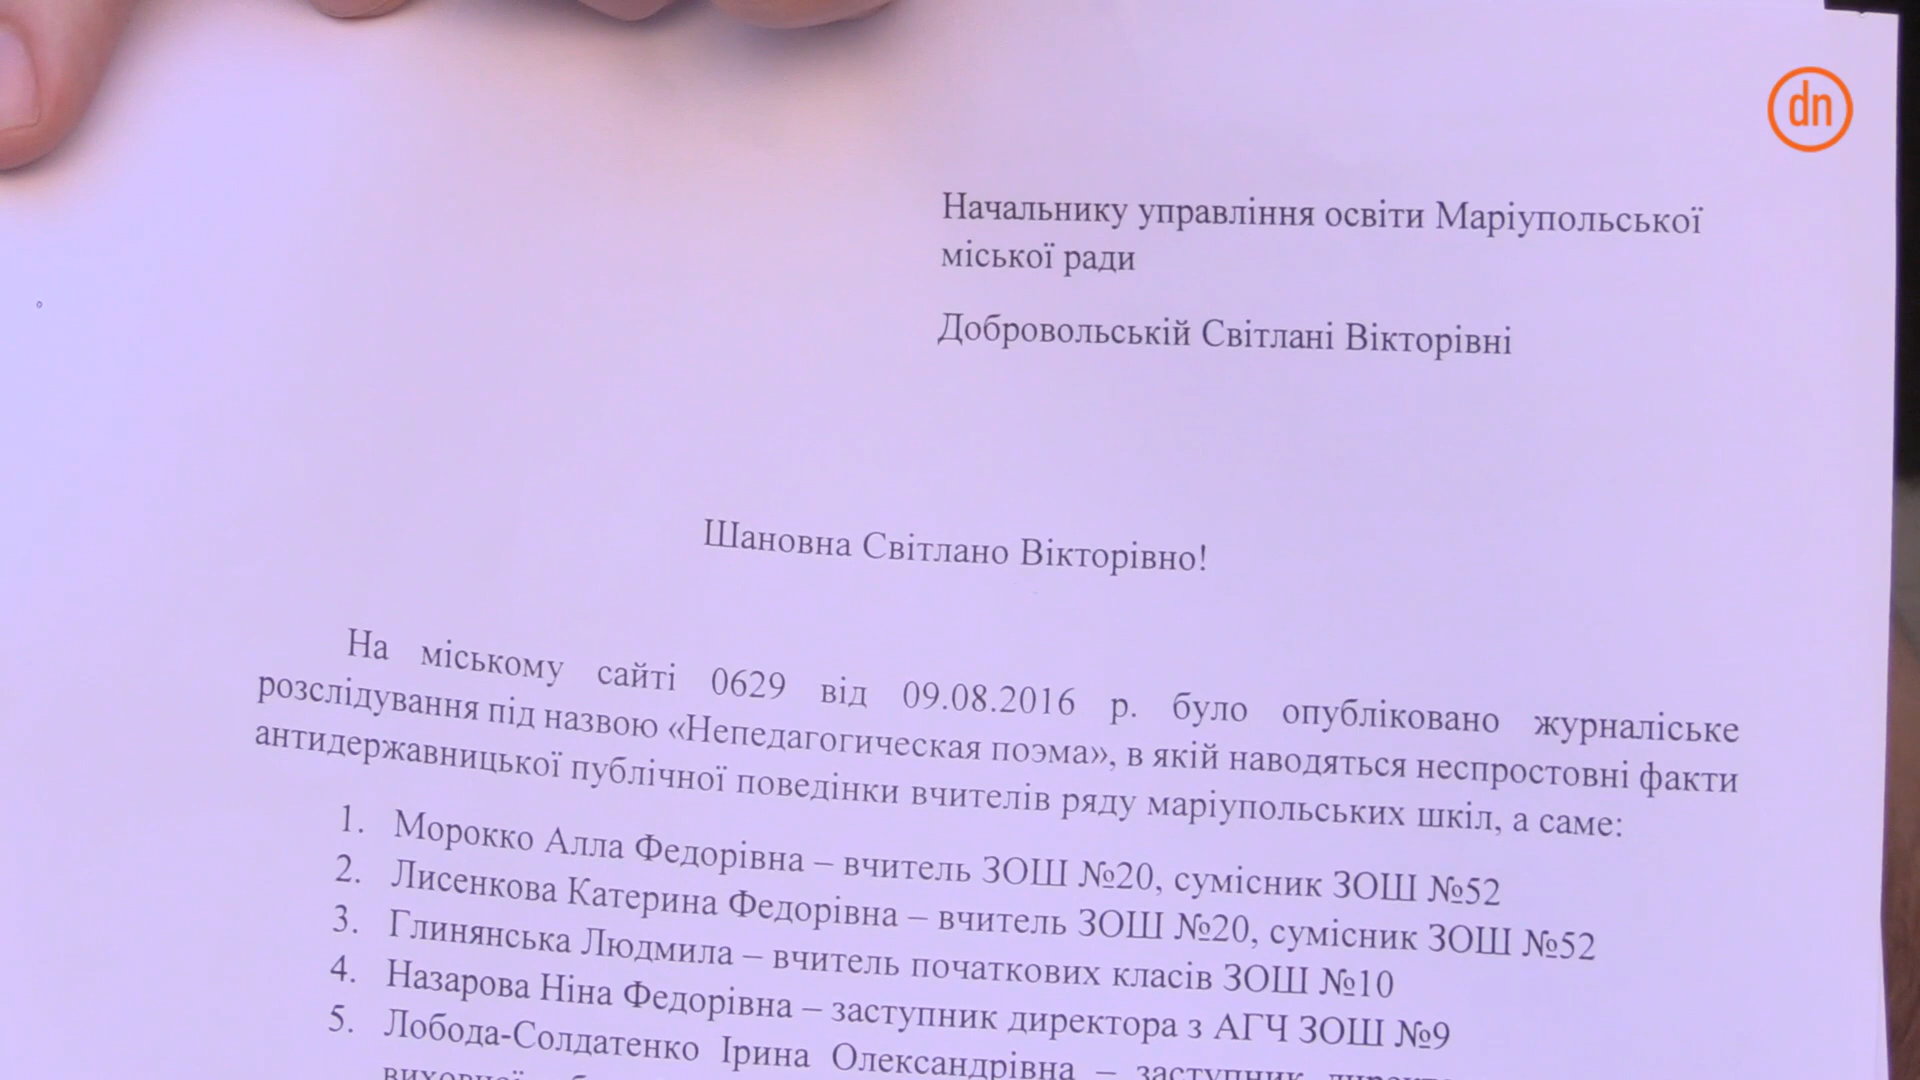 dn
Начальнику управління освіти Маріупольської
міської ради
Добровольській Світлані Вікторівні
Шановна Світлано Вікторівно!
На міському сайті 0629 від 09.08.2016 р. було опубліковано журналіське
розслідування під назвою «Непедагогическая поэма», в якій наводяться неспростовні факти
антидержавницької публічної поведінки вчителів ряду маріупольських шкіл, а саме:
1. Морокко Алла Федорівна – вчитель ЗОШ №20, сумісник ЗОШ №52
2. Лисенкова Катерина Федорівна – вчитель ЗОШ №20, сумісник ЗОШ №52
3. Глинянська Людмила – вчитель початкових класів ЗОШ №10
4. Назарова Ніна Федорівна – заступник директора з АГЧ ЗОШ №9
5. Лобода-Солдатенко Ірина Олександрівна – заступник